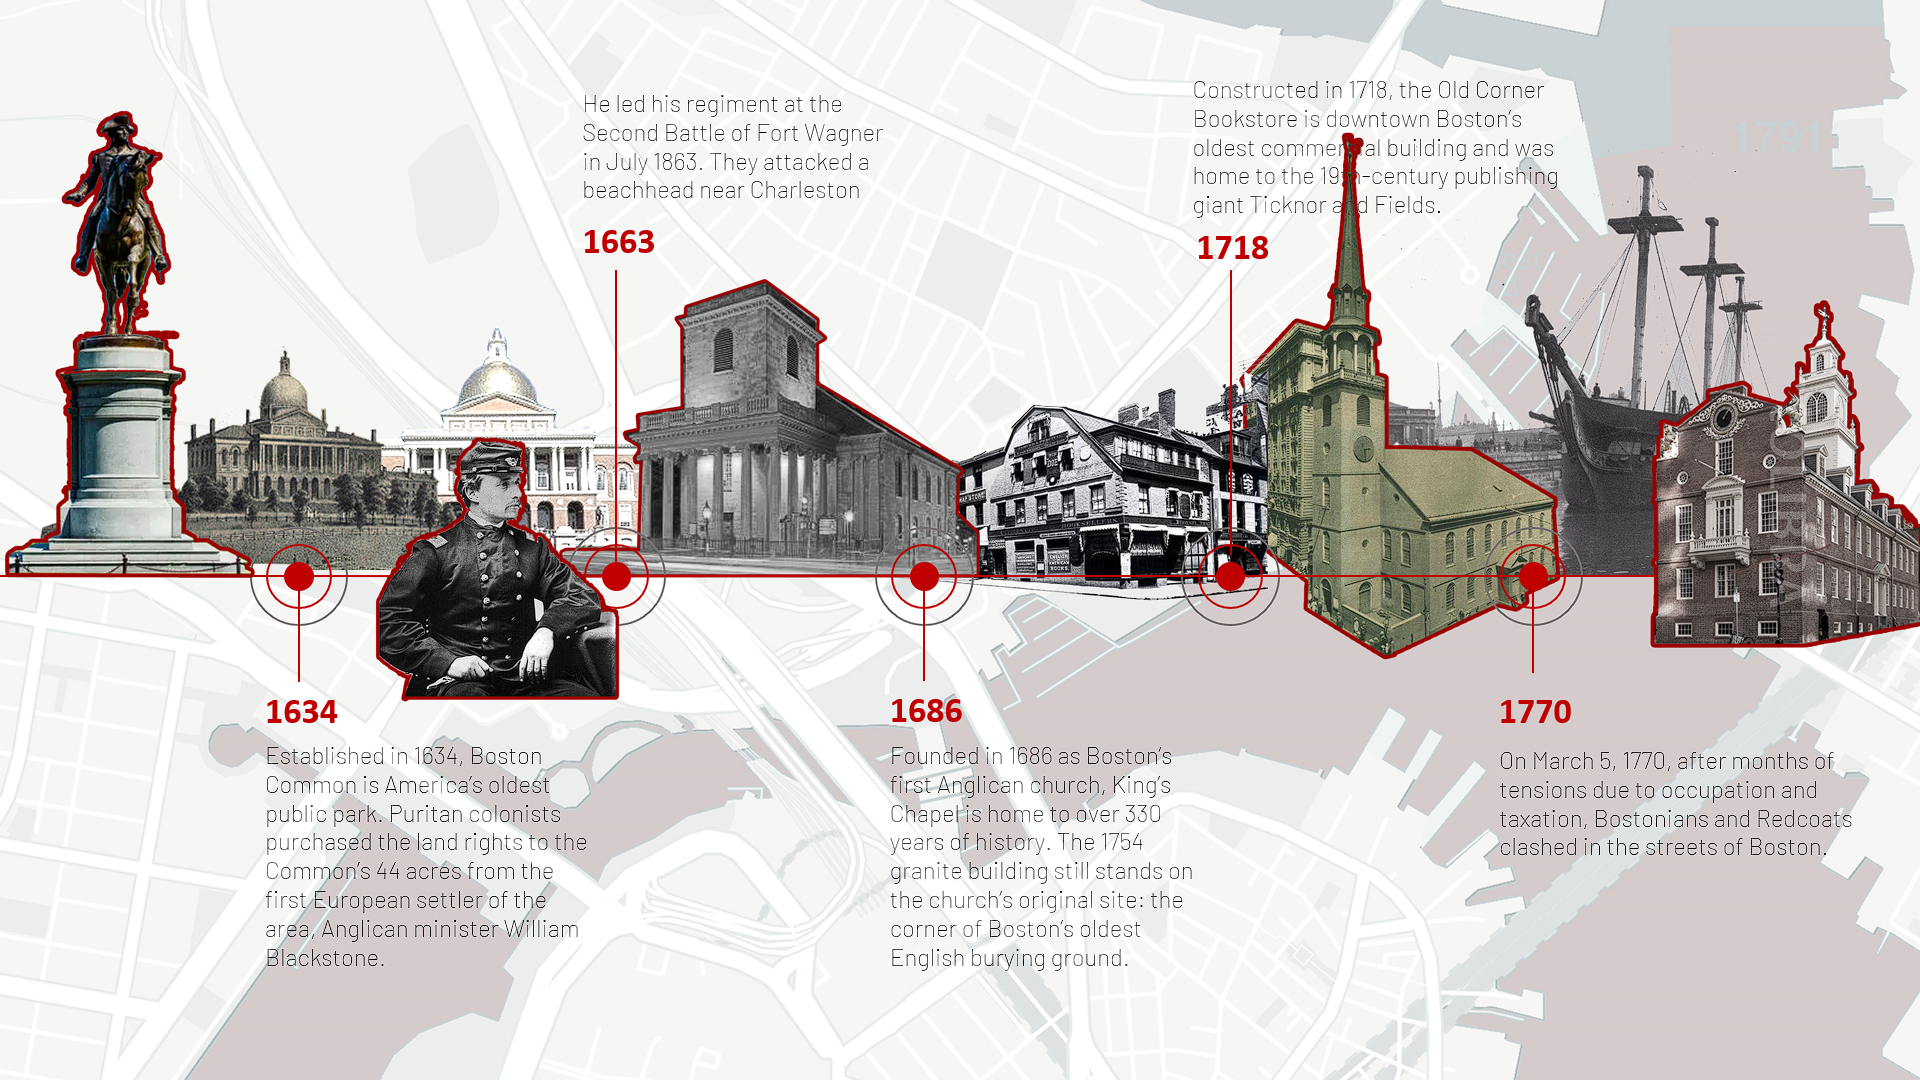 He led his regiment at the
Second Battle of Fort Wagner
in July 1863. They attacked a
beachhead near Charleston
1663
Constructed in 1718, the Old Corner
Bookstore is downtown Boston's
oldest commercial building and was
home to the 19th-century publishing
giant Ticknor and Fields.
1718
1791
BOOKSELLERS
1634
Established in 1634, Boston
Common is America's oldest
public park. Puritan colonists
purchased the land rights to the
Common's 44 acres from the
first European settler of the
area, Anglican minister William
Blackstone.
1686
Founded in 1686 as Boston's
first Anglican church, King's
Chapel is home to over 330
years of history. The 1754
granite building still stands on
the church's original site: the
corner of Boston's oldest
English burying ground.
1770
On March 5, 1770, after months of
tensions due to occupation and
taxation, Bostonians and Redcoats
clashed in the streets of Boston.